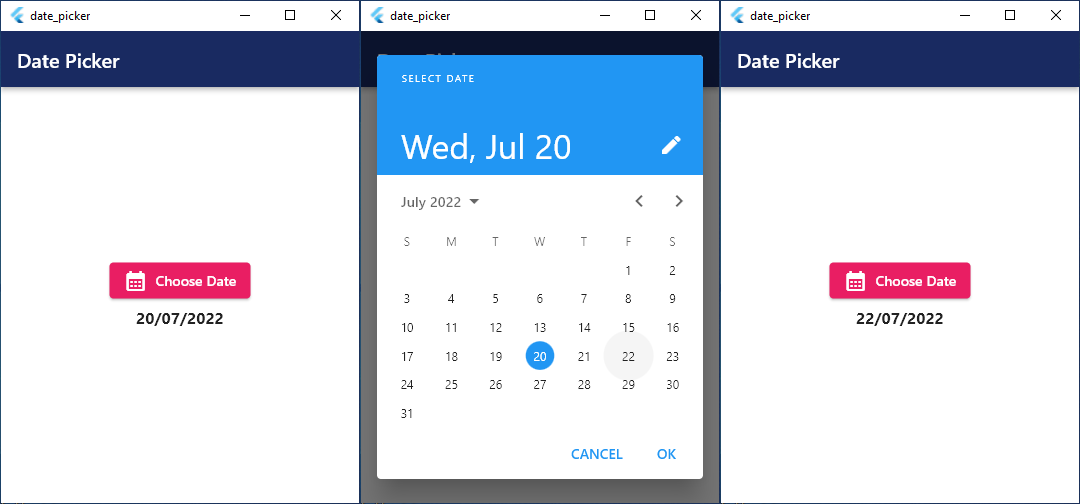 date_picker
Date Picker
Choose Date
20/07/2022
date_picker
SELECT DATE
Wed, Jul 20
July 2022
S M T W T F S
1 2
3 4 5 6 7 8 9
10 11 12 13 14 15 16
17 18 19 20 21 22 23
24 25 26 27 28 29 30
31
CANCEL OK
date_picker
Date Picker
Choose Date
22/07/2022